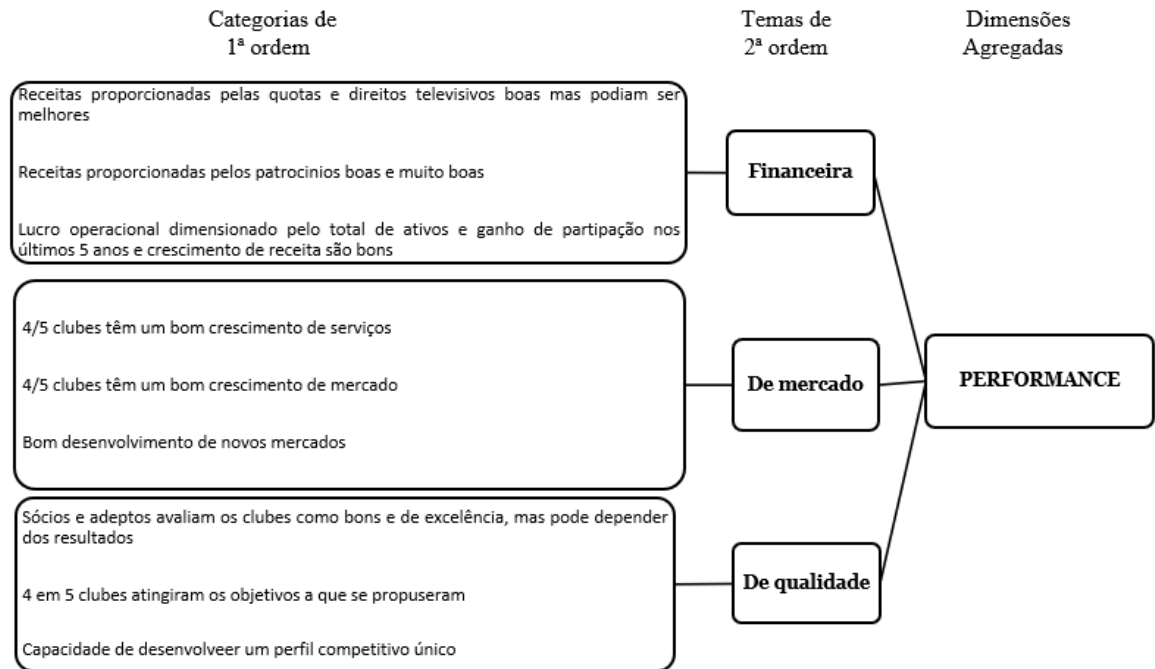 Categorias de
1ª ordem
Temas de
2ª ordem
Dimensões
Agregadas
Receitas proporcionadas pelas quotas e direitos televisivos boas mas podiam ser
melhores
Receitas proporcionadas pelos patrocinios boas e muito boas
Lucro operacional dimensionado pelo total de ativos e ganho de partipação nos
últimos 5 anos e crescimento de receita são bons
Financeira
4/5 clubes têm um bom crescimento de serviços
4/5 clubes têm um bom crescimento de mercado
Bom desenvolvimento de novos mercados
De mercado
PERFORMANCE
Sócios e adeptos avaliam os clubes como bons e de excelência, mas pode depender
dos resultados
4 em 5 clubes atingiram os objetivos a que se propuseram
Capacidade de desenvolveer um perfil competitivo único
De qualidade